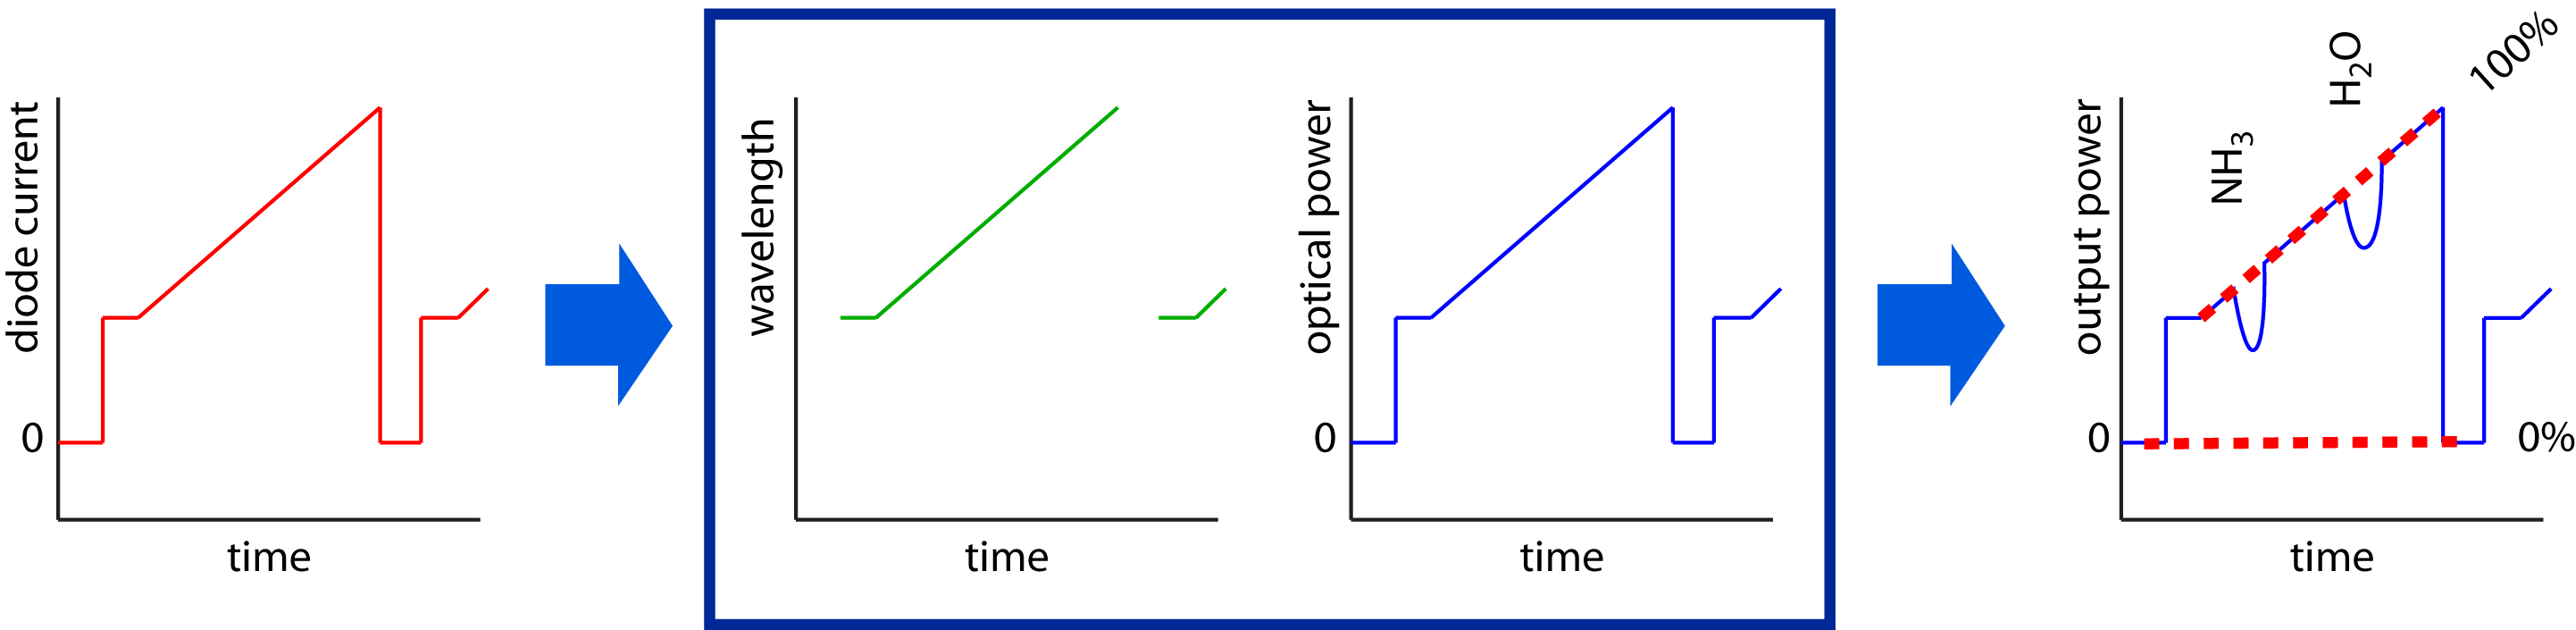 diode current
0
time
wavelength
time
optical power
0
time
output power
0
NH₃
H₂O
100%
0%
time